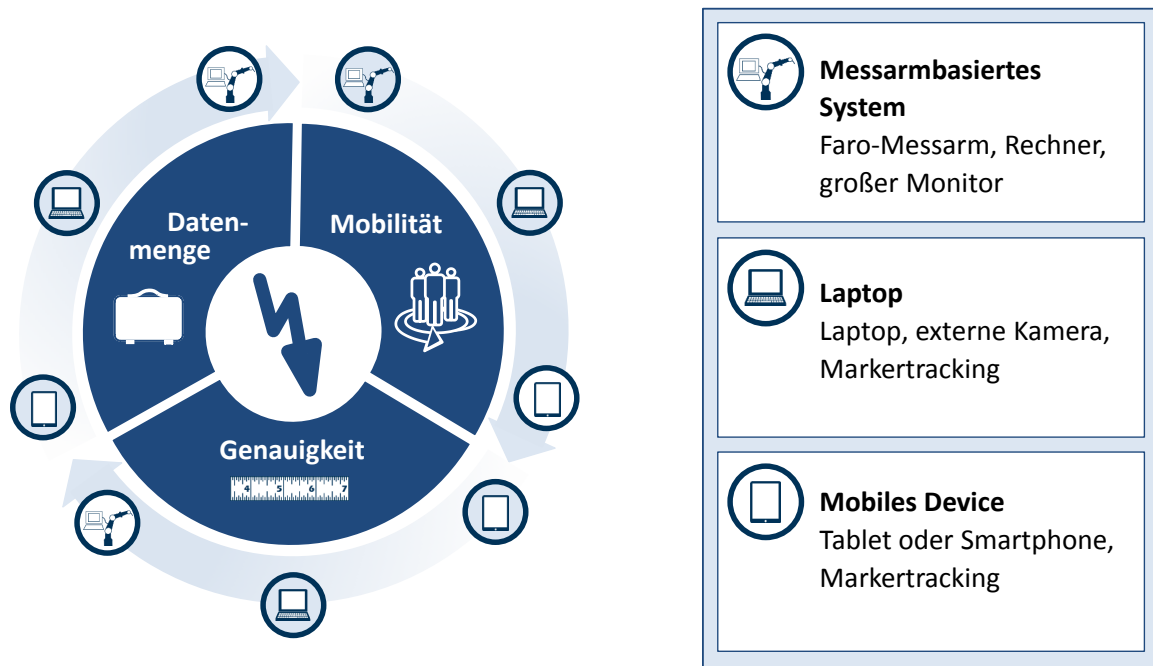 Daten-
menge
Mobilität
Genauigkeit
4 5 6 7
Messarmbasiertes
System
Faro-Messarm, Rechner,
großer Monitor
Laptop
Laptop, externe Kamera,
Markertracking
Mobiles Device
Tablet oder Smartphone,
Markertracking